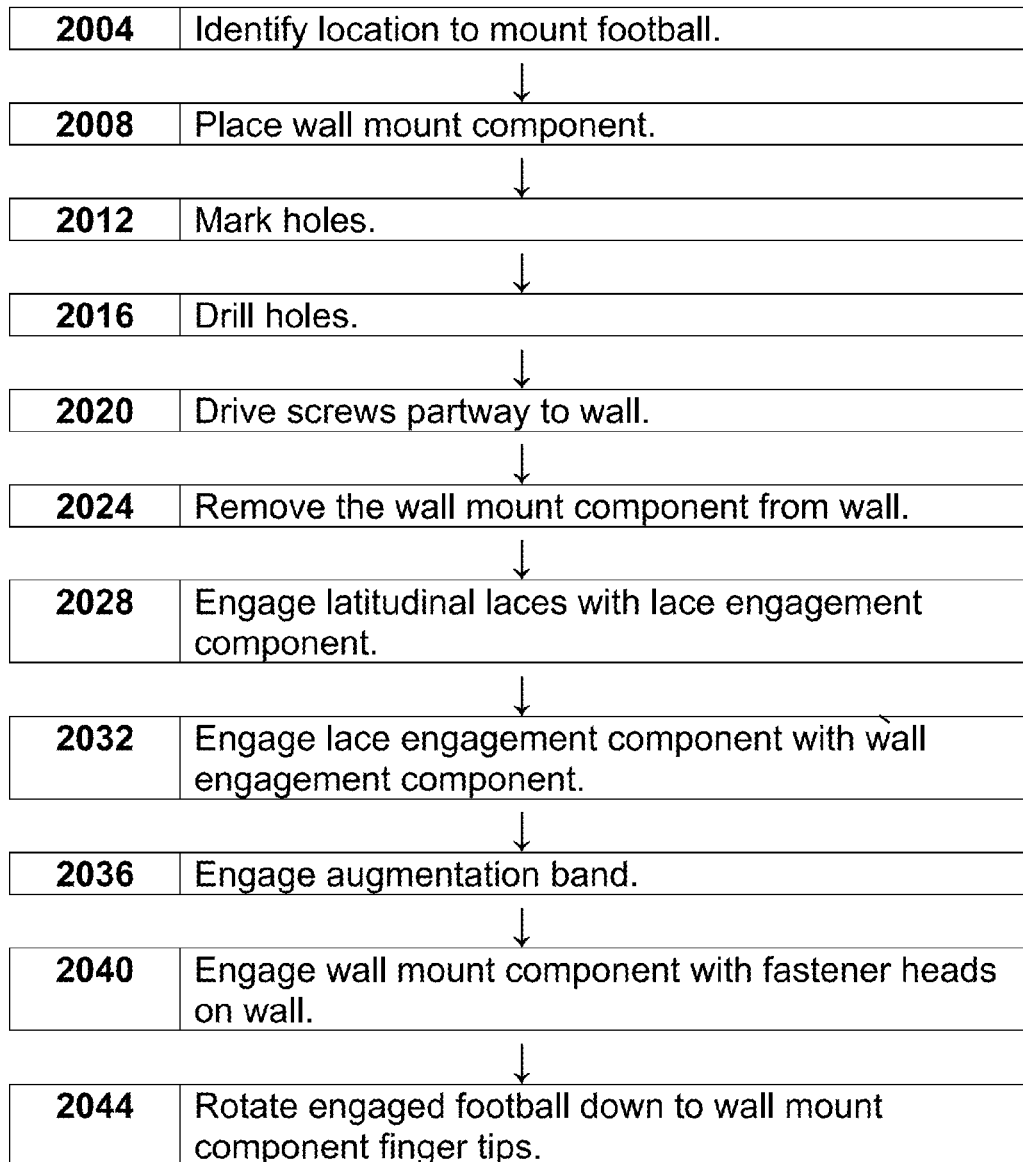 2004 Identify location to mount football.
2008 Place wall mount component.
2012 Mark holes.
2016 Drill holes.
2020 Drive screws partway to wall.
2024 Remove the wall mount component from wall.
2028 Engage latitudinal laces with lace engagement
component.
2032 Engage lace engagement component with wall
engagement component.
2036 Engage augmentation band.
2040 Engage wall mount component with fastener heads
on wall.
2044 Rotate engaged football down to wall mount
component finger tips.